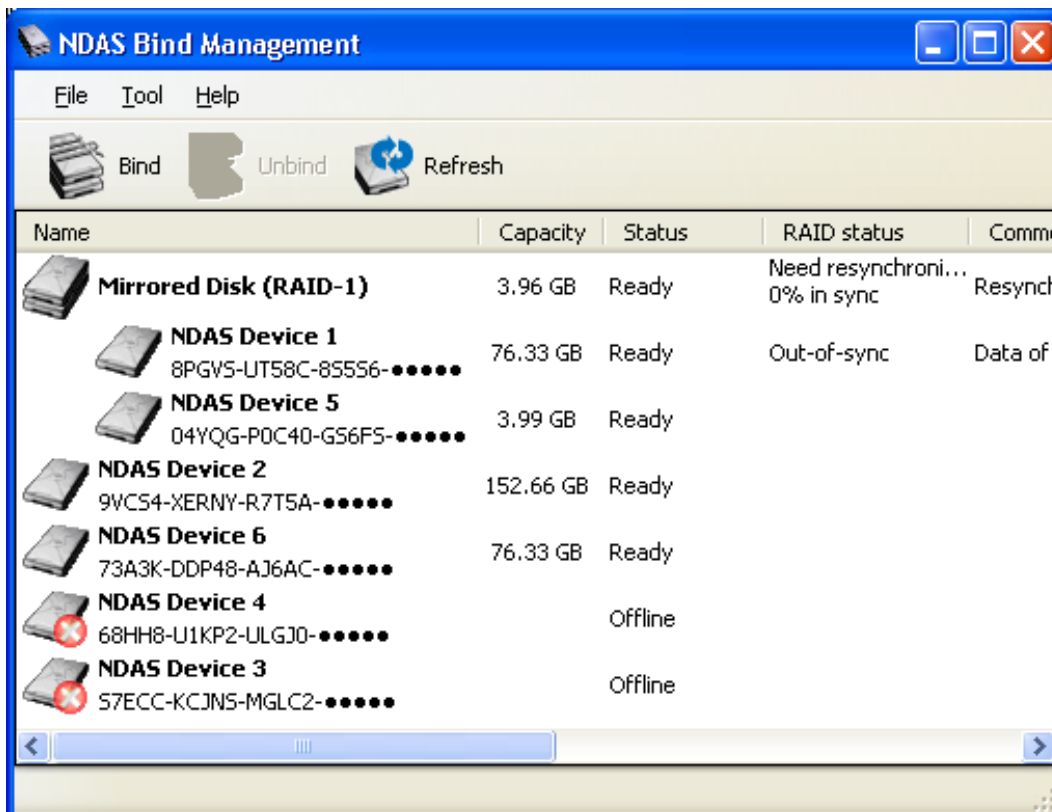 NDAS Bind Management
File Tool Help
Bind Unbind Refresh
Name Capacity Status RAID status Comme
Mirrored Disk (RAID-1) 3.96 GB Ready Need resynchroni... 0% in sync Resynch
NDAS Device 1 76.33 GB Ready Out-of-sync Data of
8PGVS-UT58C-8S5S6-●●●●●
NDAS Device 5 3.99 GB Ready
04YQG-P0C40-GS6FS-●●●●●
NDAS Device 2 152.66 GB Ready
9VCS4-XERNY-R7T5A-●●●●●
NDAS Device 6 76.33 GB Ready
73A3K-DDP48-AJ6AC-●●●●●
NDAS Device 4 Offline
68HH8-U1KP2-ULGJ0-●●●●●
NDAS Device 3 Offline
S7ECC-KCJNS-MGLC2-●●●●●